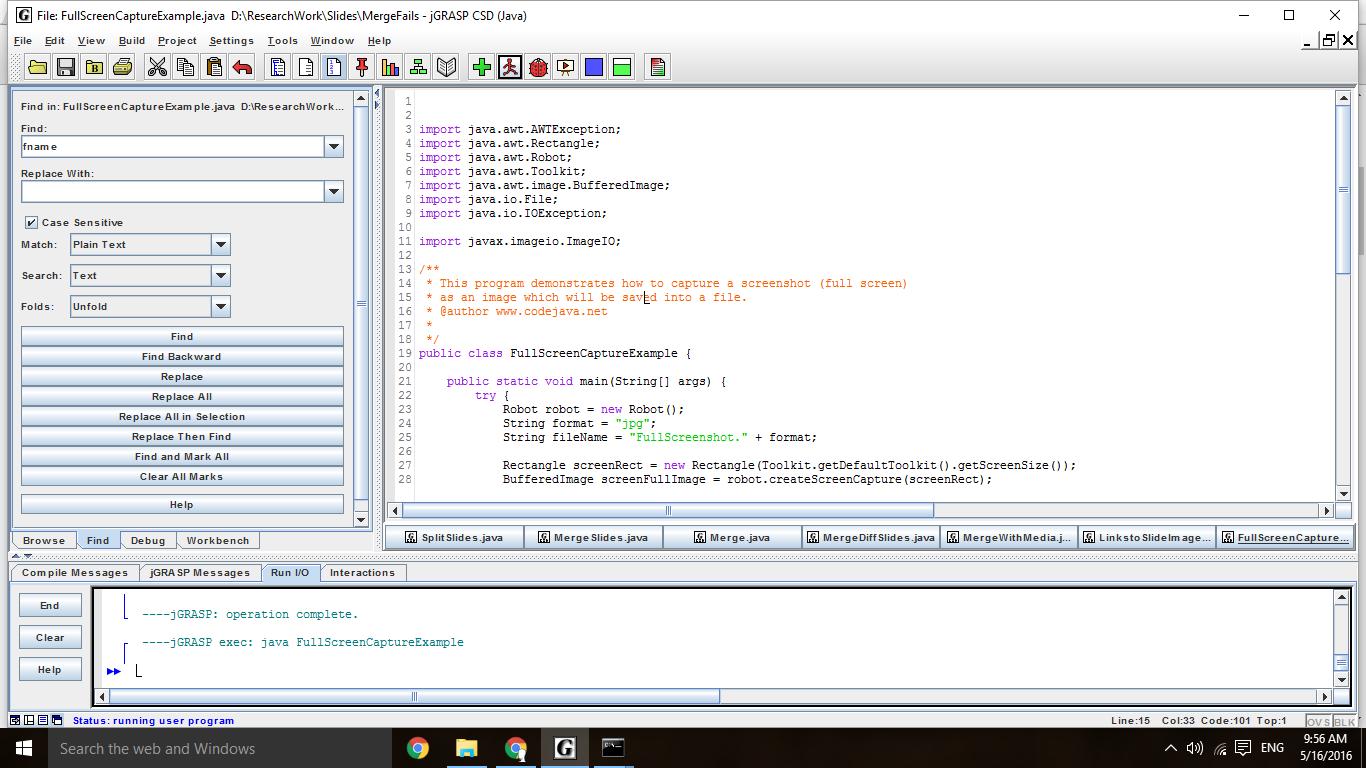 File: FullScreenCaptureExample.java  D:\ResearchWork\Slides\MergeFails - jGRASP CSD (Java)
File Edit View Build Project Settings Tools Window Help
Find in: FullScreenCaptureExample.java  D:\ResearchWork...
Find:
fname
Replace With:
Case Sensitive
Match: Plain Text
Search: Text
Folds: Unfold
Find
Find Backward
Replace
Replace All
Replace All in Selection
Replace Then Find
Find and Mark All
Clear All Marks
Help
Browse Find Debug Workbench
1
2
3 import java.awt.AWTException;
4 import java.awt.Rectangle;
5 import java.awt.Robot;
6 import java.awt.Toolkit;
7 import java.awt.image.BufferedImage;
8 import java.io.File;
9 import java.io.IOException;
10
11 import javax.imageio.ImageIO;
12
13 /**
14  * This program demonstrates how to capture a screenshot (full screen)
15  * as an image which will be saved into a file.
16  * @author www.codejava.net
17  *
18  */
19 public class FullScreenCaptureExample {
20
21     public static void main(String[] args) {
22         try {
23             Robot robot = new Robot();
24             String format = "jpg";
25             String fileName = "FullScreenshot." + format;
26
27             Rectangle screenRect = new Rectangle(Toolkit.getDefaultToolkit().getScreenSize());
28             BufferedImage screenFullImage = robot.createScreenCapture(screenRect);
SplitSlides.java MergeSlides.java Merge.java MergeDiffSlides.java MergeWithMedia.j... LinkstoSlideImage... FullScreenCapture...
Compile Messages jGRASP Messages Run I/O Interactions
End
Clear
Help
----jGRASP: operation complete.
----jGRASP exec: java FullScreenCaptureExample
Status: running user program
Line:15 Col:33 Code:101 Top:1 OVS BLK
Search the web and Windows
ENG
9:56 AM
5/16/2016